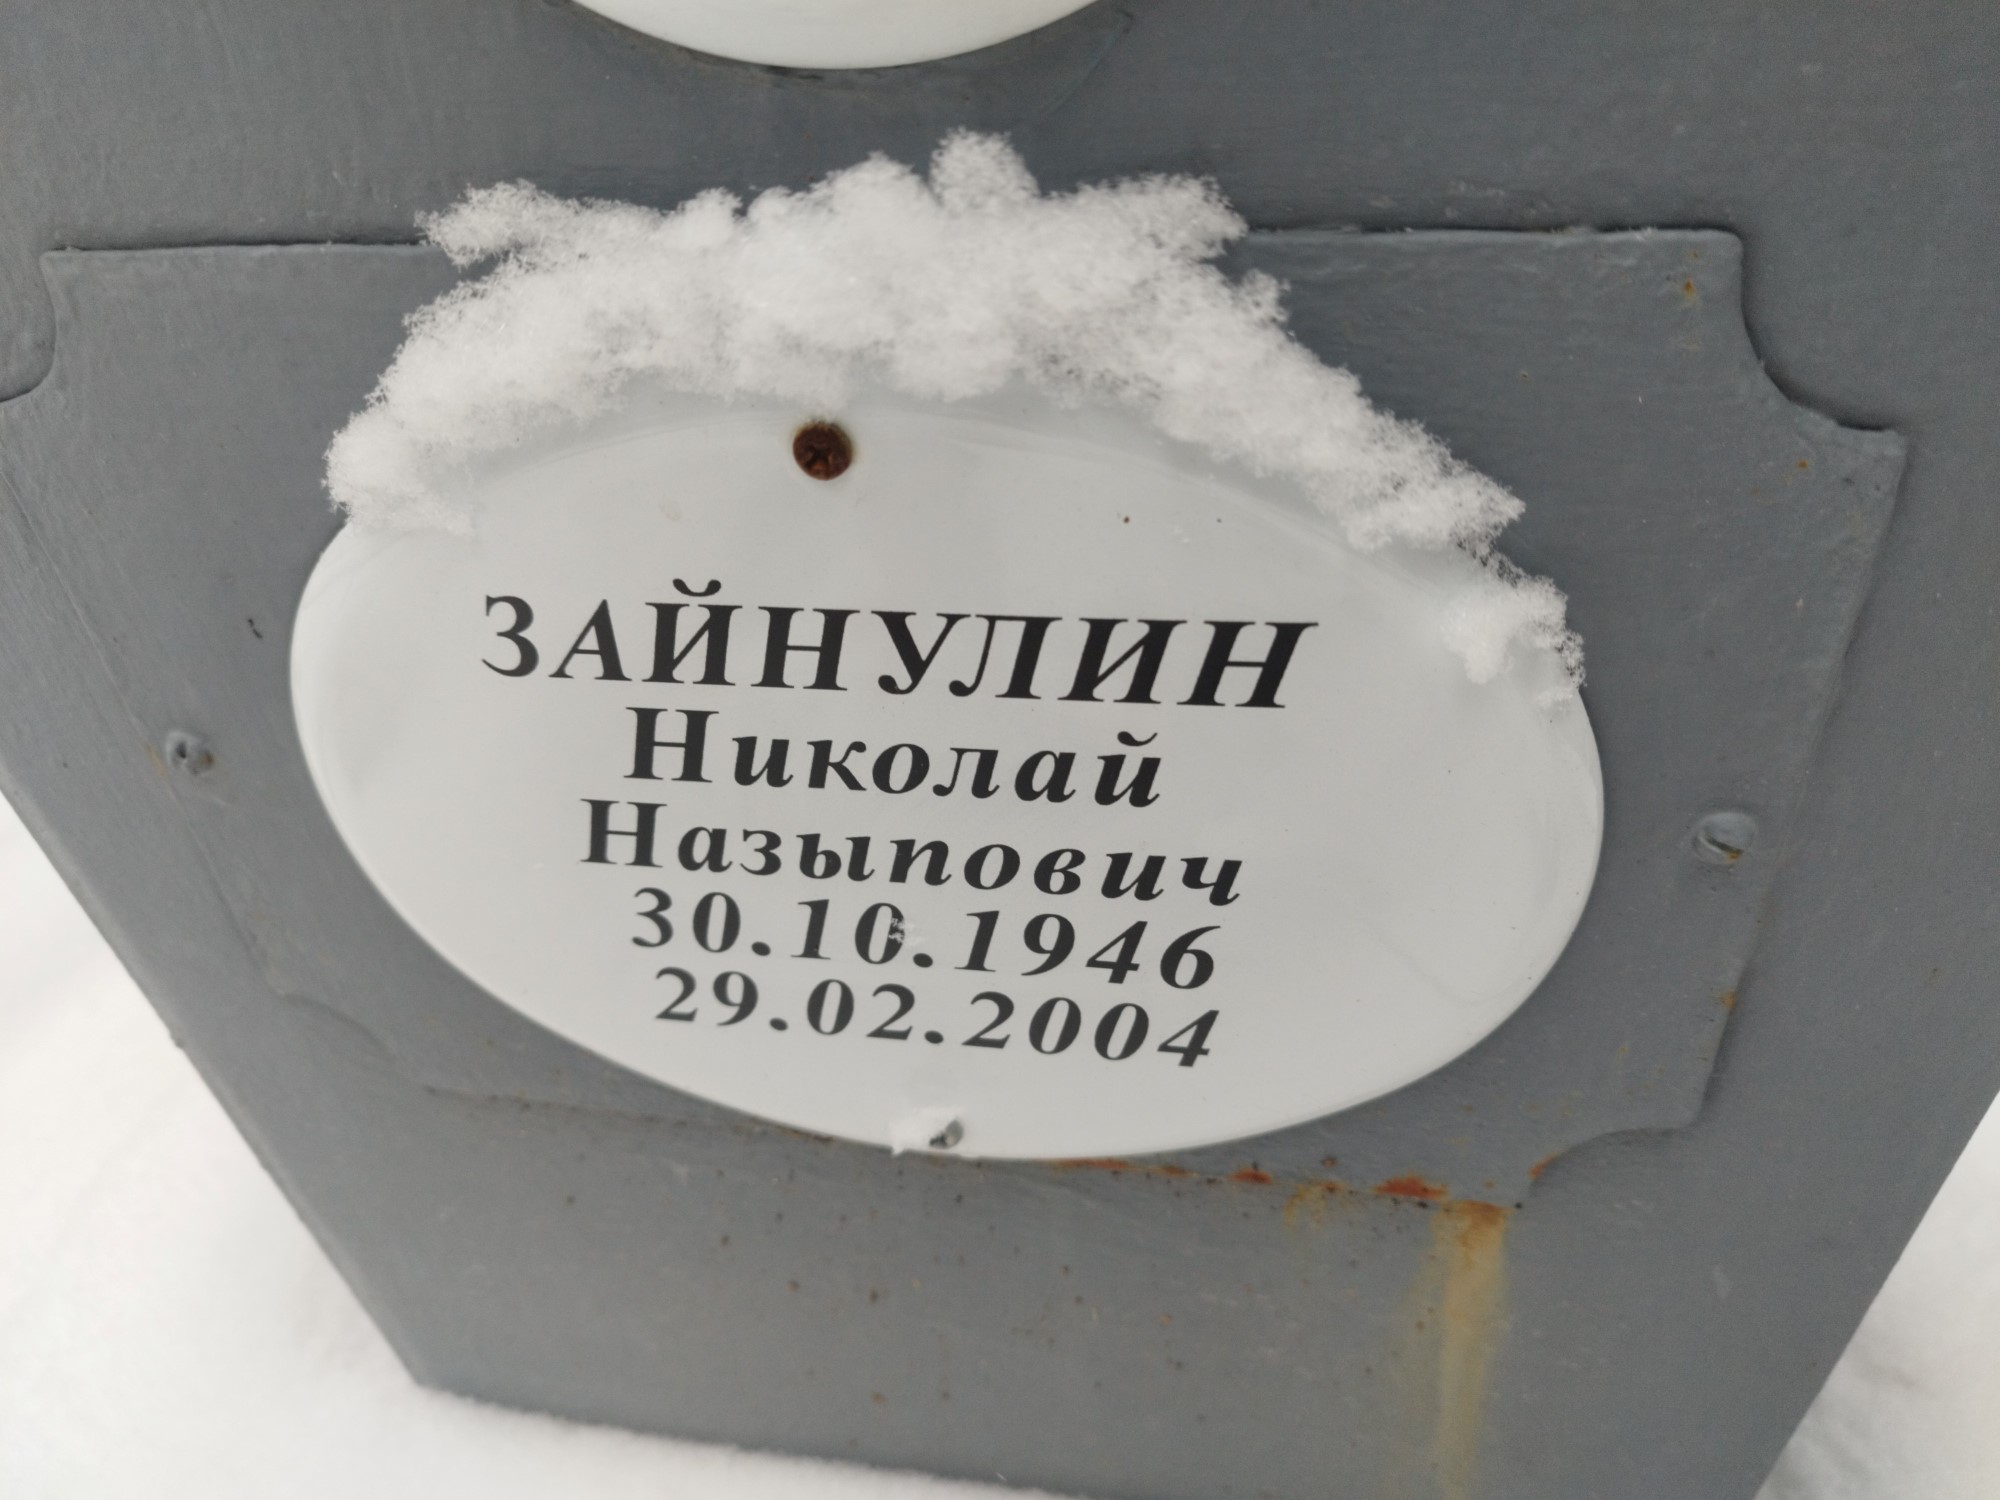 ЗАЙНУЛИН
Николай
Назыпович
30.10.1946
29.02.2004